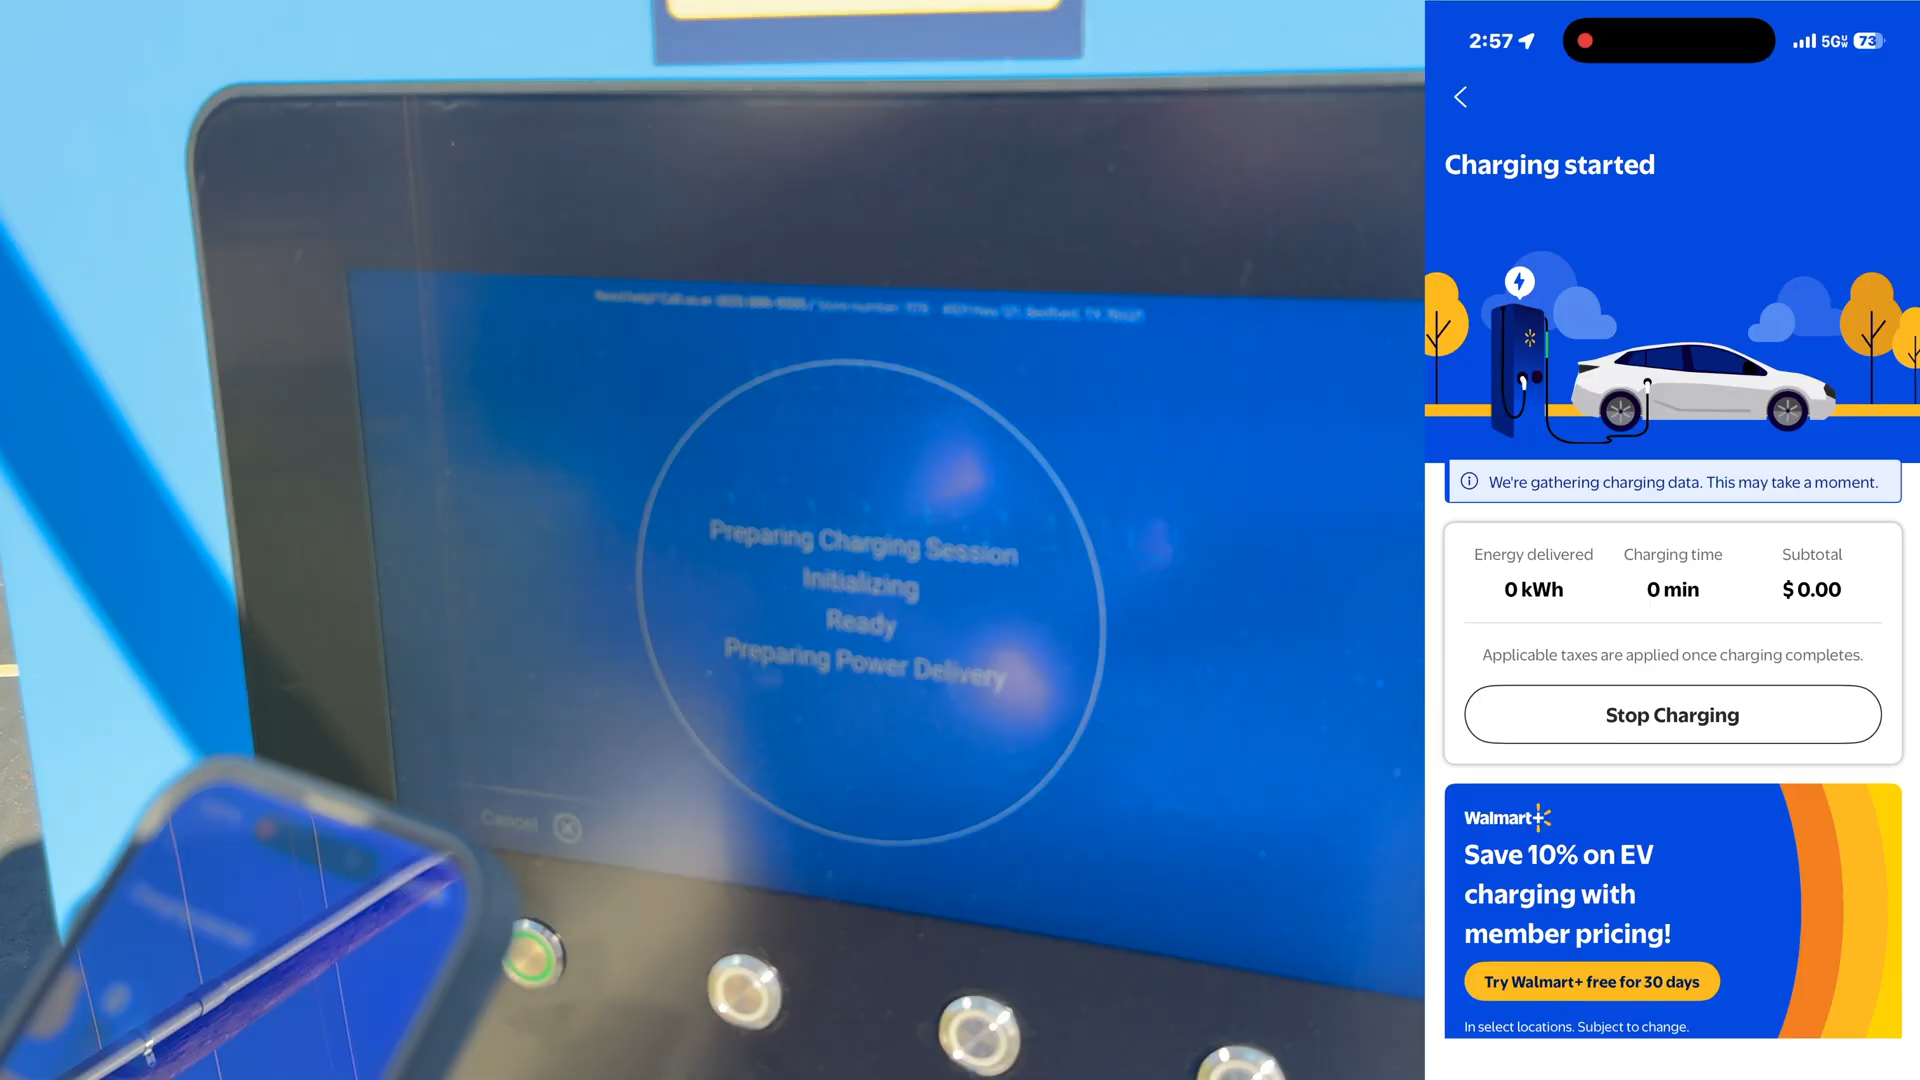 Preparing Charging Session
Initializing
Ready
Preparing Power Delivery
Cancel
2:57
5G
73
Charging started
We're gathering charging data. This may take a moment.
Energy delivered Charging time Subtotal
0 kWh 0 min $0.00
Applicable taxes are applied once charging completes.
Stop Charging
Walmart+
Save 10% on EV
charging with
member pricing!
Try Walmart+ free for 30 days
In select locations. Subject to change.